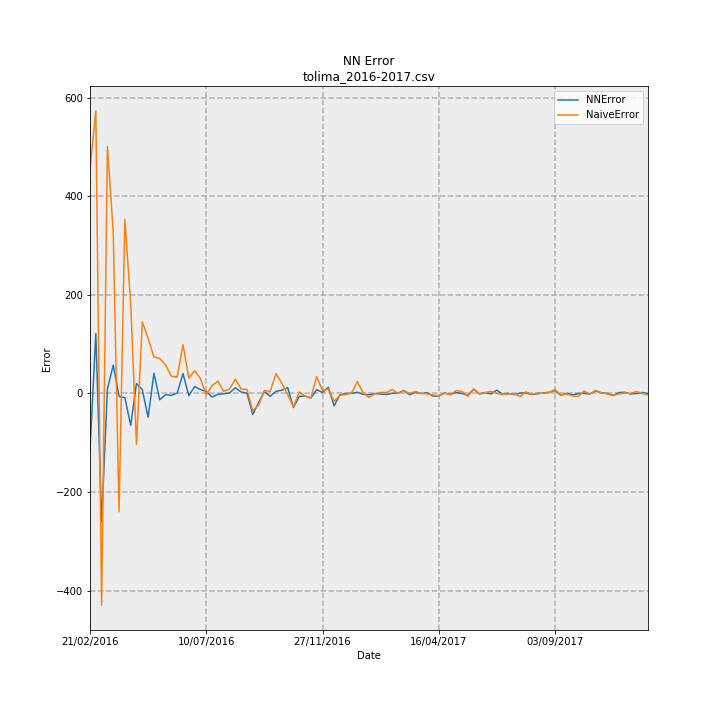 NN Error
tolima_2016-2017.csv
NNError
NaiveError
600
400
200
0
−200
−400
Error
21/02/2016
10/07/2016
27/11/2016
16/04/2017
03/09/2017
Date